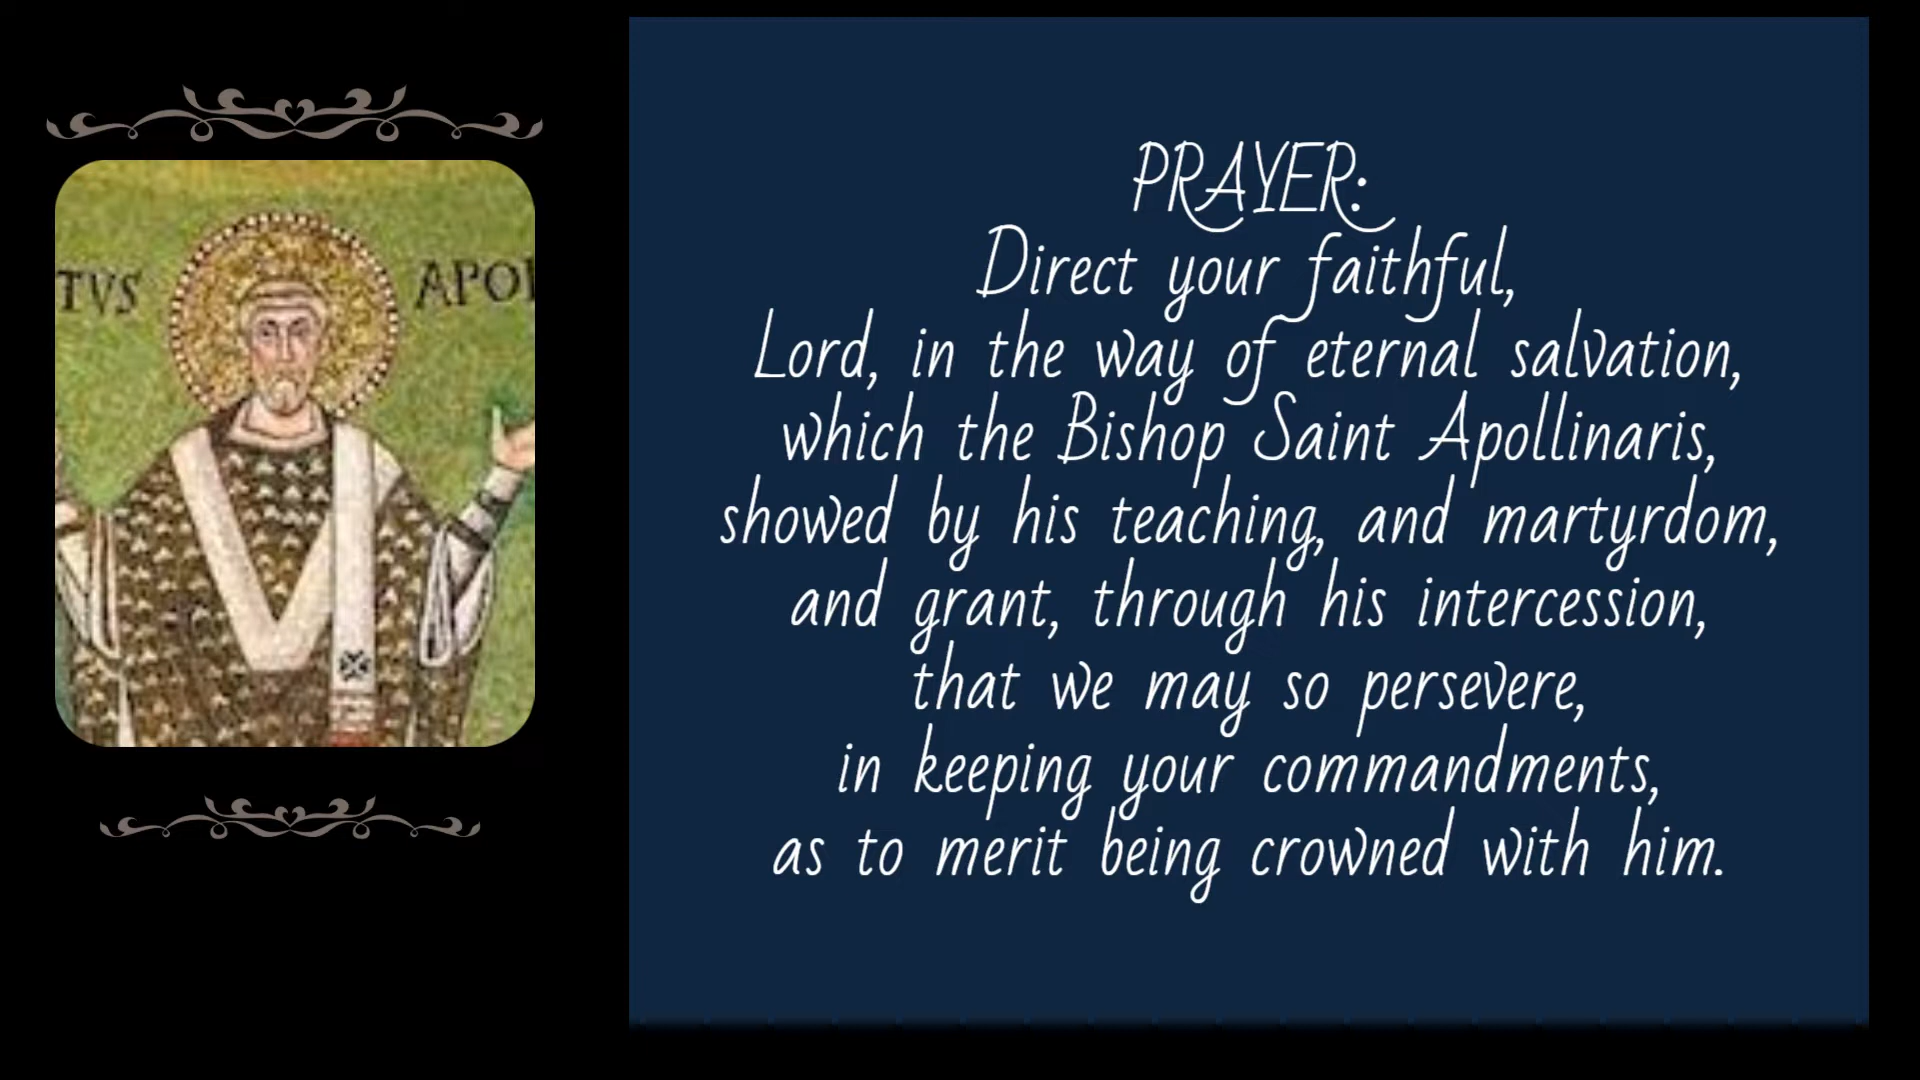 TVS
APO
PRAYER:
Direct your faithful,
Lord, in the way of eternal salvation,
which the Bishop Saint Apollinaris,
showed by his teaching, and martyrdom,
and grant, through his intercession,
that we may so persevere,
in keeping your commandments,
as to merit being crowned with him.